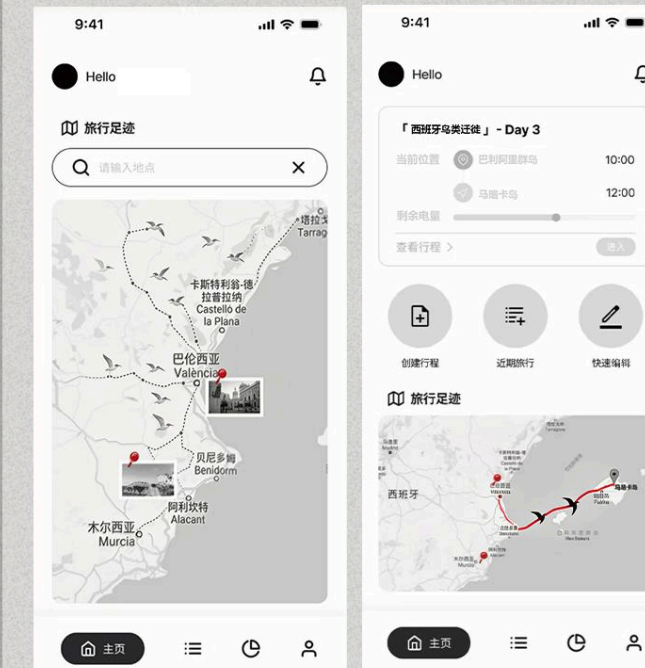 9:41
Hello
旅行足迹
请输入地点
塔拉戈
Tarrag
卡斯特利翁-德
拉普拉纳
Castello de
la Plana
巴伦西亚
València
贝尼多姆
Benidorm
阿利坎特
Alacant
木尔西亚
Murcia
主页
9:41
Hello
「 西班牙鸟类迁徙 」 - Day 3
当前位置 巴利阿里群岛 10:00
马略卡岛 12:00
剩余电量
查看行程 > 进入
创建行程 近期旅行 快速编辑
旅行足迹
西班牙
马略卡岛
主页